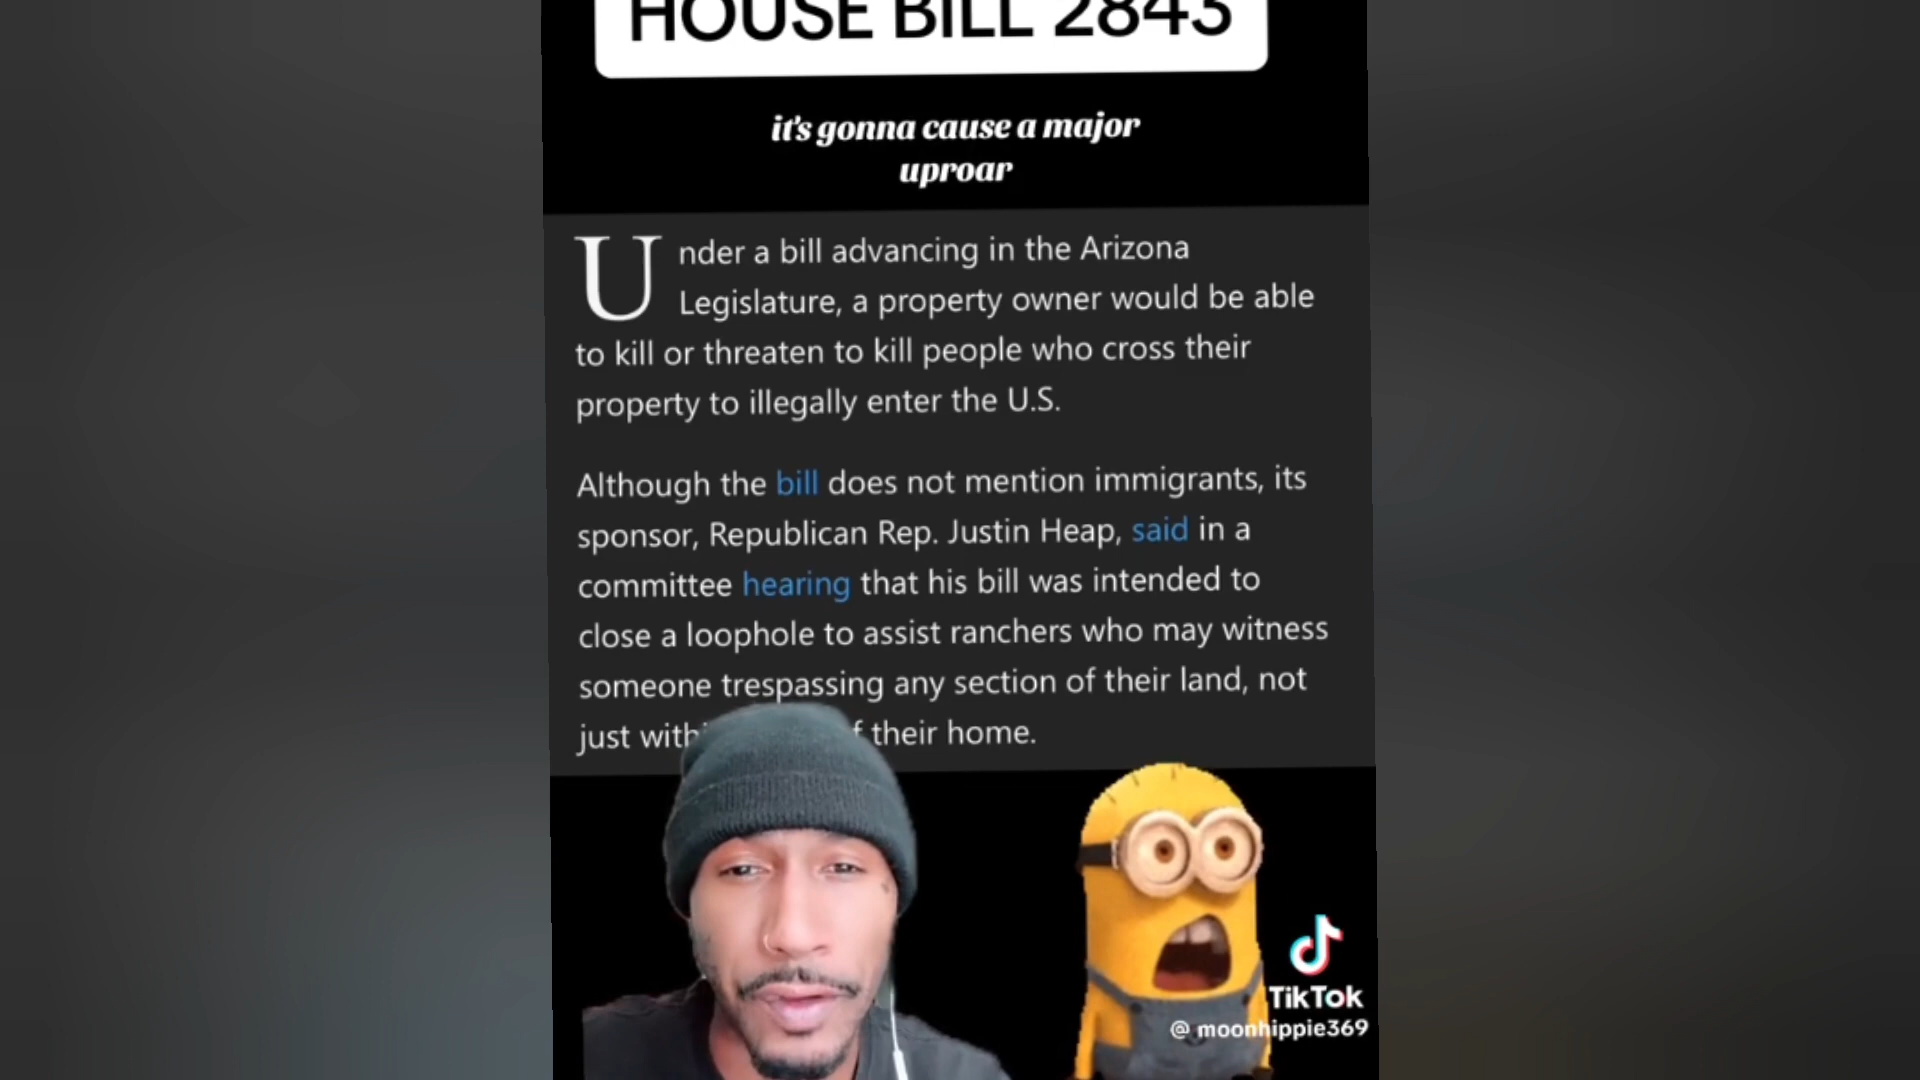 HOUSE BILL 2843
it's gonna cause a major
uproar
Under a bill advancing in the Arizona
Legislature, a property owner would be able
to kill or threaten to kill people who cross their
property to illegally enter the U.S.
Although the bill does not mention immigrants, its
sponsor, Republican Rep. Justin Heap, said in a
committee hearing that his bill was intended to
close a loophole to assist ranchers who may witness
someone trespassing any section of their land, not
just their home.
TikTok
@ moonhippie369